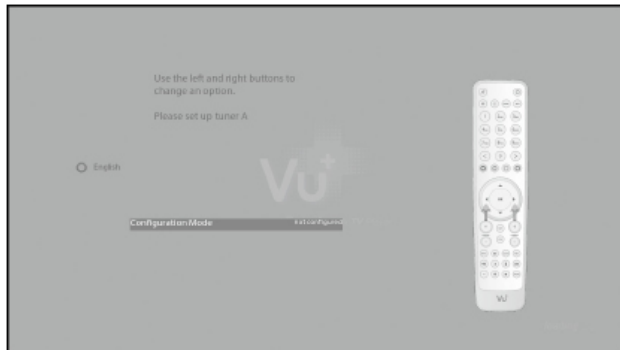 Use the left and right buttons to
change an option.
Please set up tuner A
English
Vu+
Configuration Mode not configured
VU